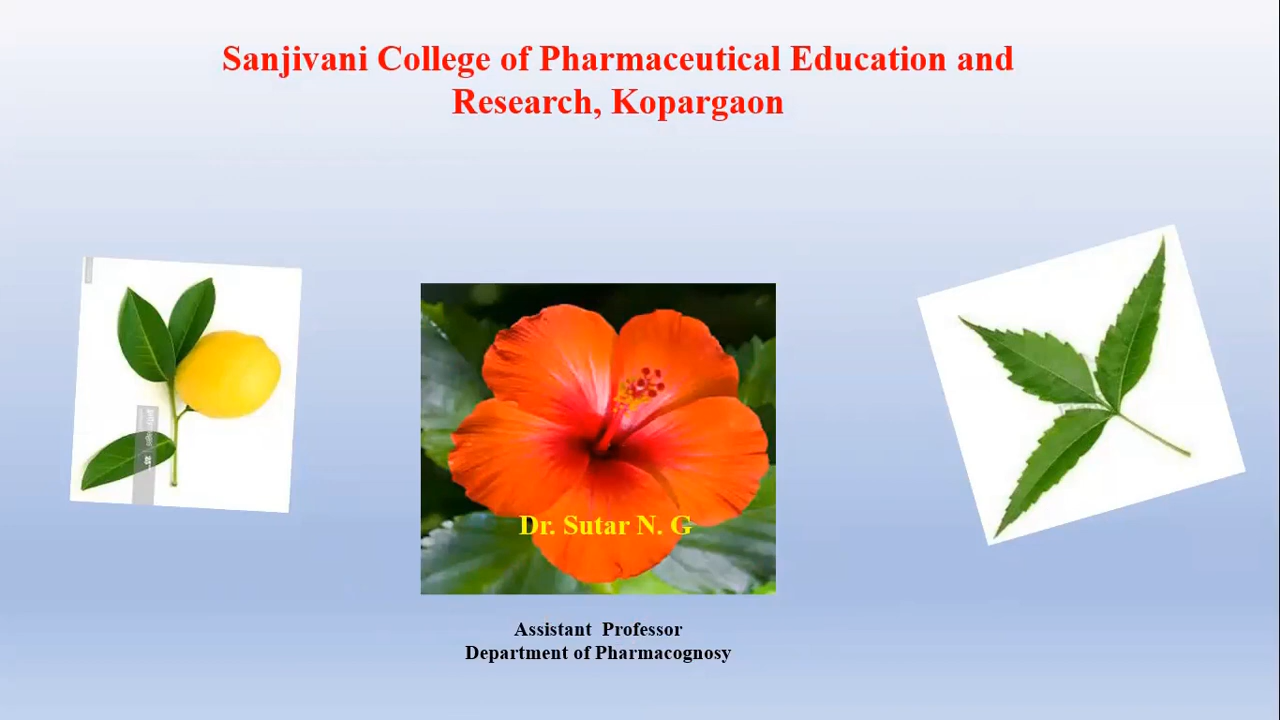 Sanjivani College of Pharmaceutical Education and
Research, Kopargaon
Dr. Sutar N. G
Assistant Professor
Department of Pharmacognosy